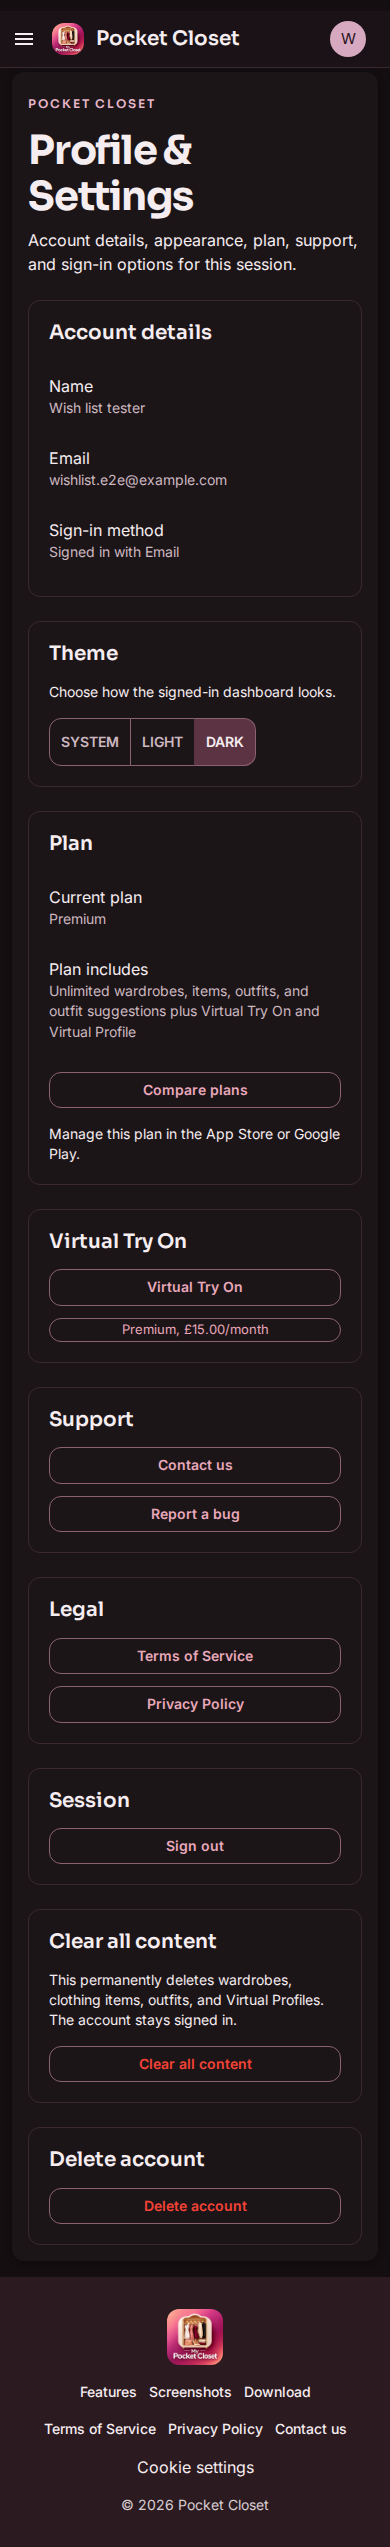 Pocket Closet
W
POCKET CLOSET
Profile &
Settings
Account details, appearance, plan, support,
and sign-in options for this session.
Account details
Name
Wish list tester
Email
wishlist.e2e@example.com
Sign-in method
Signed in with Email
Theme
Choose how the signed-in dashboard looks.
SYSTEM LIGHT DARK
Plan
Current plan
Premium
Plan includes
Unlimited wardrobes, items, outfits, and
outfit suggestions plus Virtual Try On and
Virtual Profile
Compare plans
Manage this plan in the App Store or Google
Play.
Virtual Try On
Virtual Try On
Premium, £15.00/month
Support
Contact us
Report a bug
Legal
Terms of Service
Privacy Policy
Session
Sign out
Clear all content
This permanently deletes wardrobes,
clothing items, outfits, and Virtual Profiles.
The account stays signed in.
Clear all content
Delete account
Delete account
My
Pocket Closet
Features Screenshots Download
Terms of Service Privacy Policy Contact us
Cookie settings
© 2026 Pocket Closet